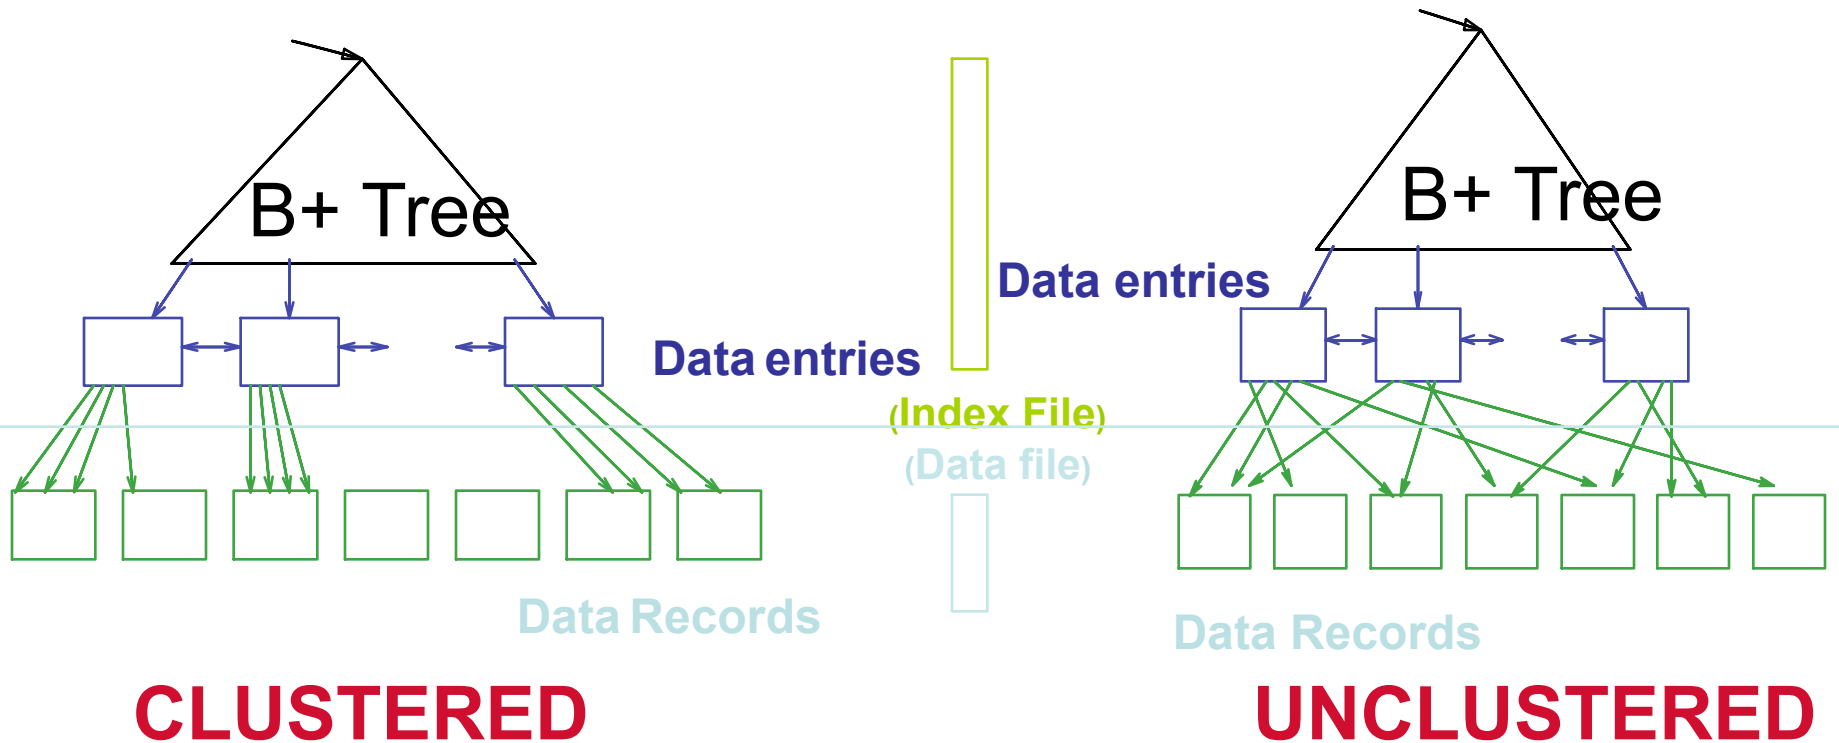 B+ Tree
B+ Tree
Data entries
Data entries
(Index File)
(Data file)
Data Records
Data Records
CLUSTERED
UNCLUSTERED